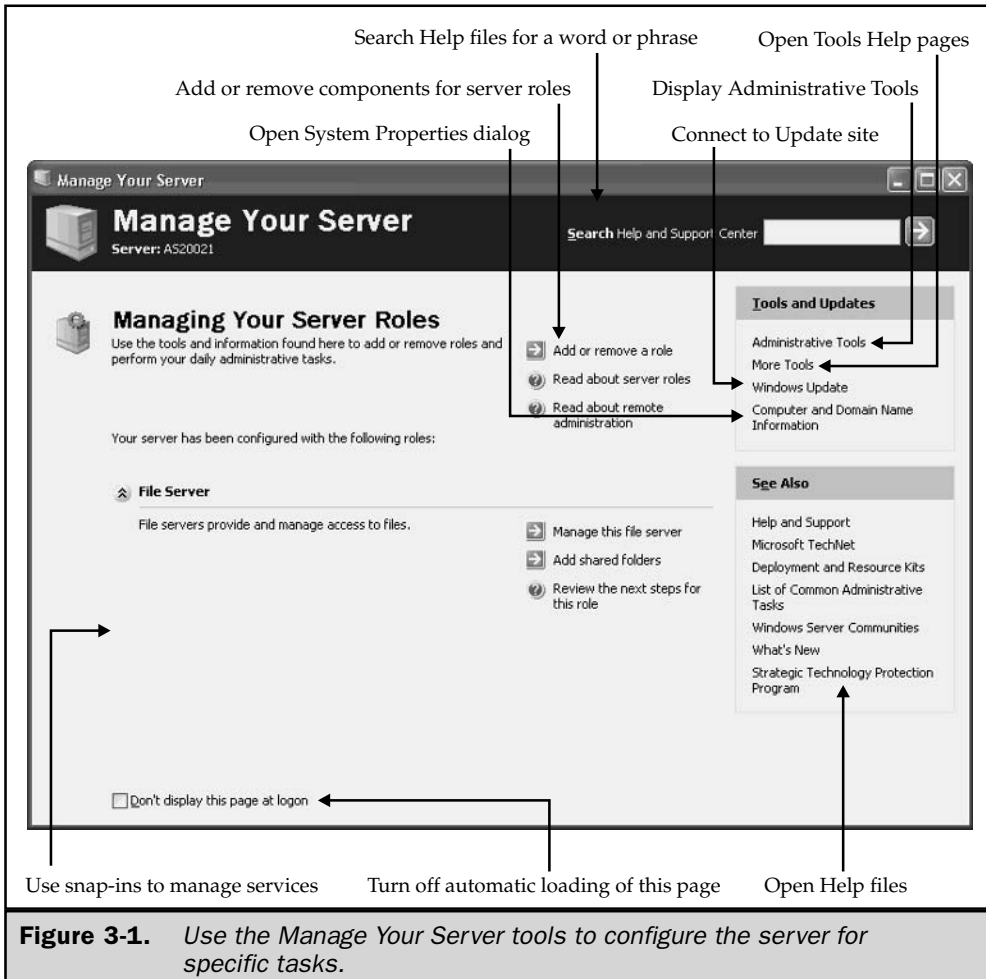 Search Help files for a word or phrase
Open Tools Help pages
Add or remove components for server roles
Display Administrative Tools
Open System Properties dialog
Connect to Update site
Manage Your Server
Manage Your Server
Server: AS20021
Search Help and Support Center
Managing Your Server Roles
Use the tools and information found here to add or remove roles and
perform your daily administrative tasks.
Add or remove a role
Read about server roles
Read about remote
administration
Your server has been configured with the following roles:
File Server
File servers provide and manage access to files.
Manage this file server
Add shared folders
Review the next steps for
this role
Tools and Updates
Administrative Tools
More Tools
Windows Update
Computer and Domain Name
Information
See Also
Help and Support
Microsoft TechNet
Deployment and Resource Kits
List of Common Administrative
Tasks
Windows Server Communities
What's New
Strategic Technology Protection
Program
Don't display this page at logon
Use snap-ins to manage services
Turn off automatic loading of this page
Open Help files
Figure 3-1. Use the Manage Your Server tools to configure the server for
specific tasks.